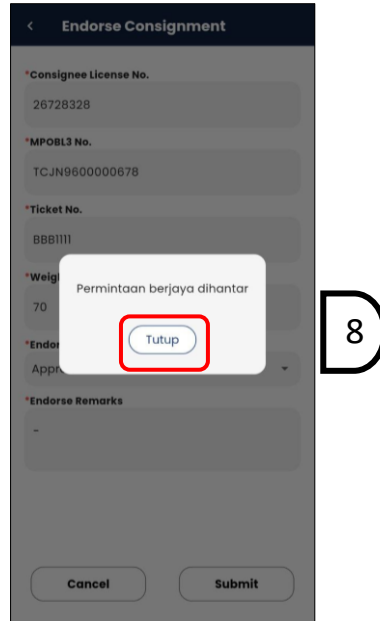 < Endorse Consignment
*Consignee License No.
26728328
*MPOBL3 No.
TCJN9600000678
*Ticket No.
BBB1111
*Weig
70
Permintaan berjaya dihantar
Tutup
8
*Endor
Appr
*Endorse Remarks
-
Cancel
Submit